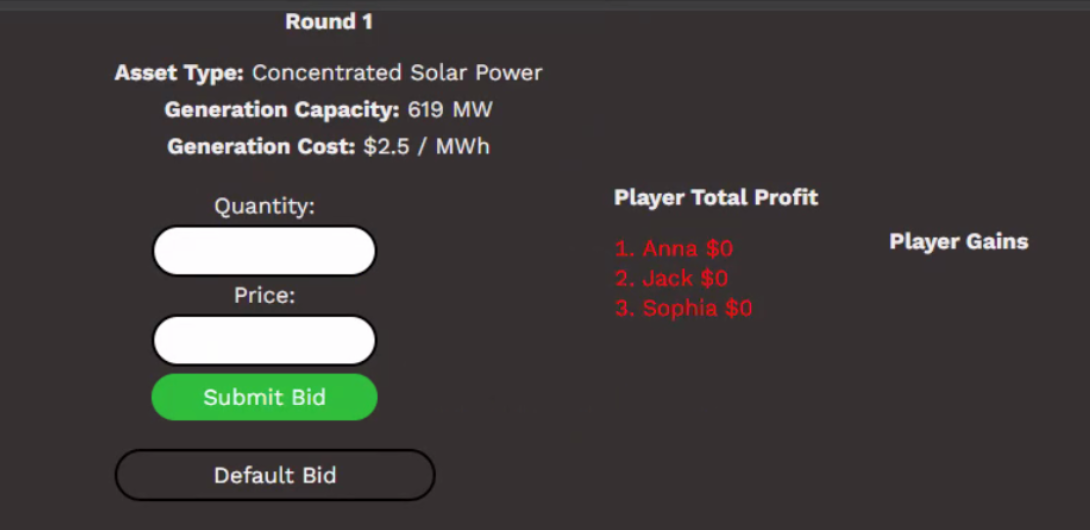 Round 1
Asset Type: Concentrated Solar Power
Generation Capacity: 619 MW
Generation Cost: $2.5 / MWh
Quantity:
Price:
Submit Bid
Default Bid
Player Total Profit
1. Anna $0
2. Jack $0
3. Sophia $0
Player Gains